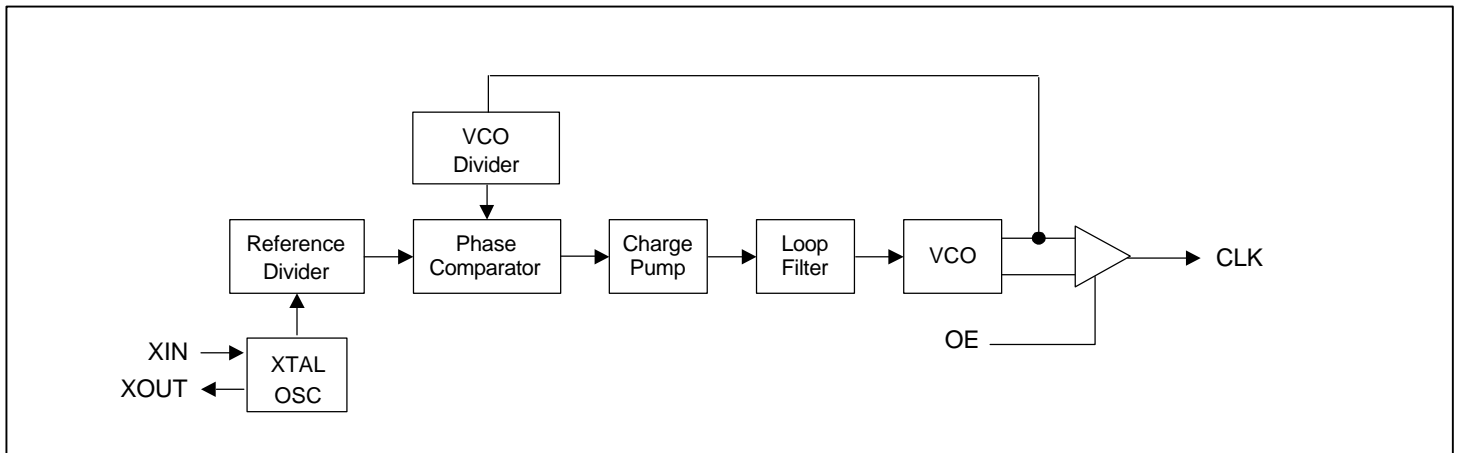 VCO
Divider
Reference
Divider
Phase
Comparator
Charge
Pump
Loop
Filter
VCO
CLK
OE
XIN
XOUT
XTAL
OSC